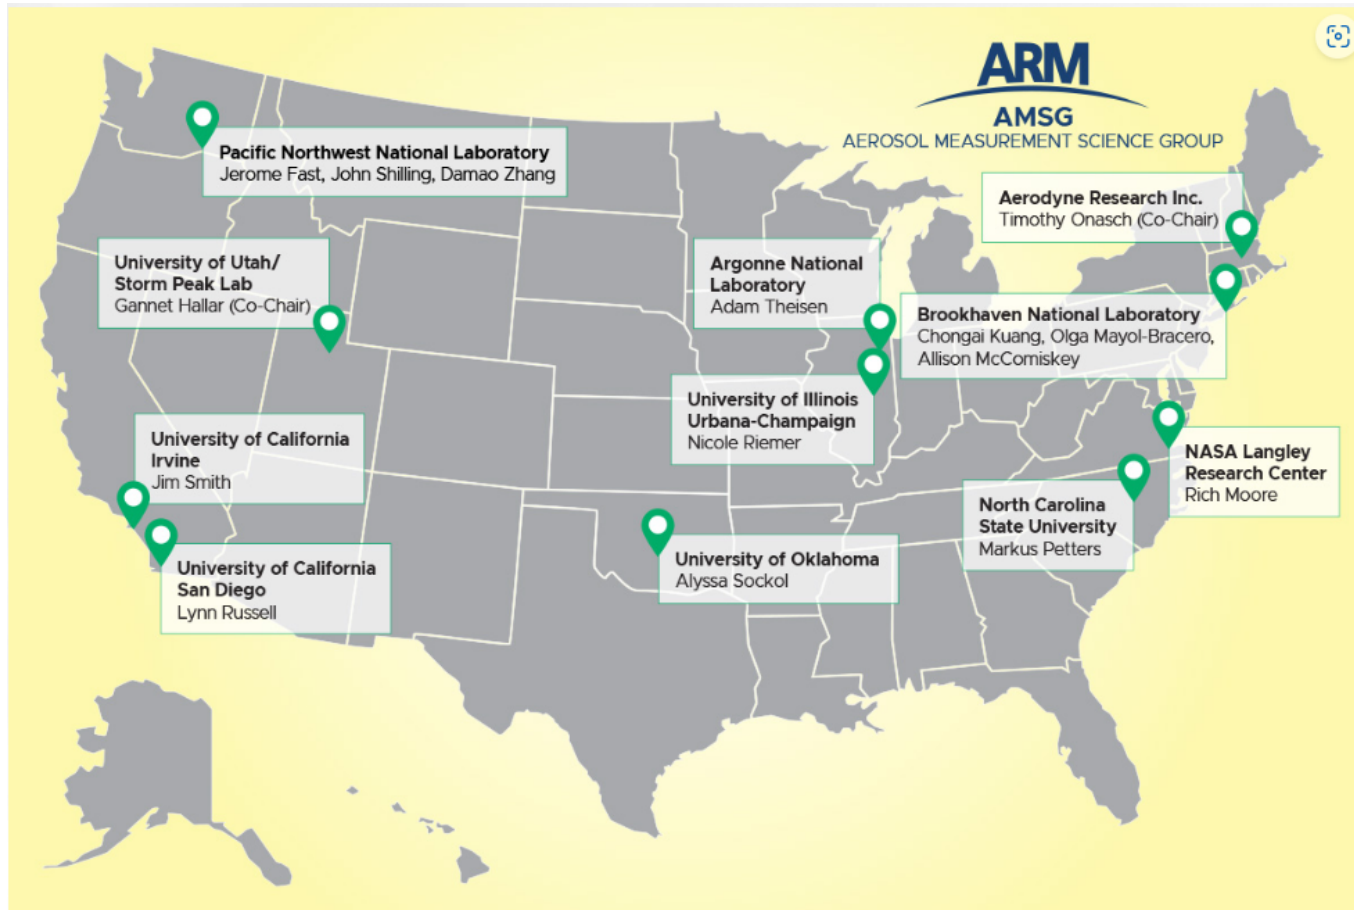 ARM
AMSG
AEROSOL MEASUREMENT SCIENCE GROUP
Pacific Northwest National Laboratory
Jerome Fast, John Shilling, Damao Zhang
Aerodyne Research Inc.
Timothy Onasch (Co-Chair)
University of Utah/
Storm Peak Lab
Gannet Hallar (Co-Chair)
Argonne National
Laboratory
Adam Theisen
Brookhaven National Laboratory
Chongai Kuang, Olga Mayol-Bracero,
Allison McComiskey
University of Illinois
Urbana-Champaign
Nicole Riemer
University of California
Irvine
Jim Smith
NASA Langley
Research Center
Rich Moore
North Carolina
State University
Markus Petters
University of Oklahoma
Alyssa Sockol
University of California
San Diego
Lynn Russell